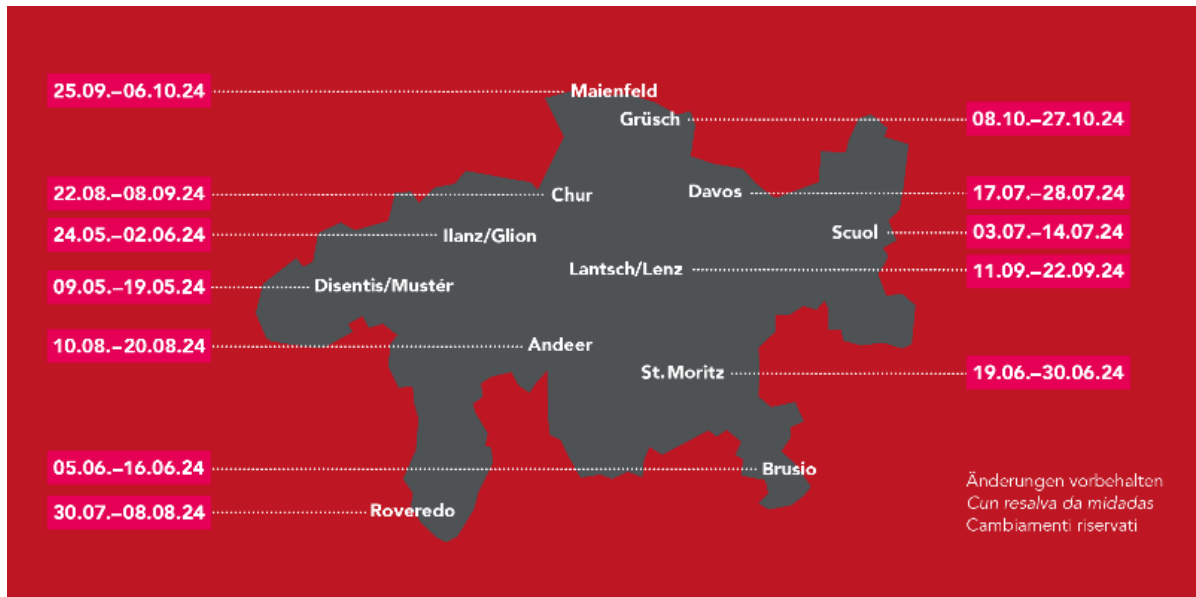 25.09.–06.10.24 Maienfeld
Grüsch 08.10.–27.10.24
22.08.–08.09.24 Chur
Davos 17.07.–28.07.24
24.05.–02.06.24 Ilanz/Glion
Scuol 03.07.–14.07.24
Lantsch/Lenz 11.09.–22.09.24
09.05.–19.05.24 Disentis/Mustér
10.08.–20.08.24 Andeer
St. Moritz 19.06.–30.06.24
05.06.–16.06.24 Brusio
30.07.–08.08.24 Roveredo
Änderungen vorbehalten
Cun resalva da midadas
Cambiamenti riservati